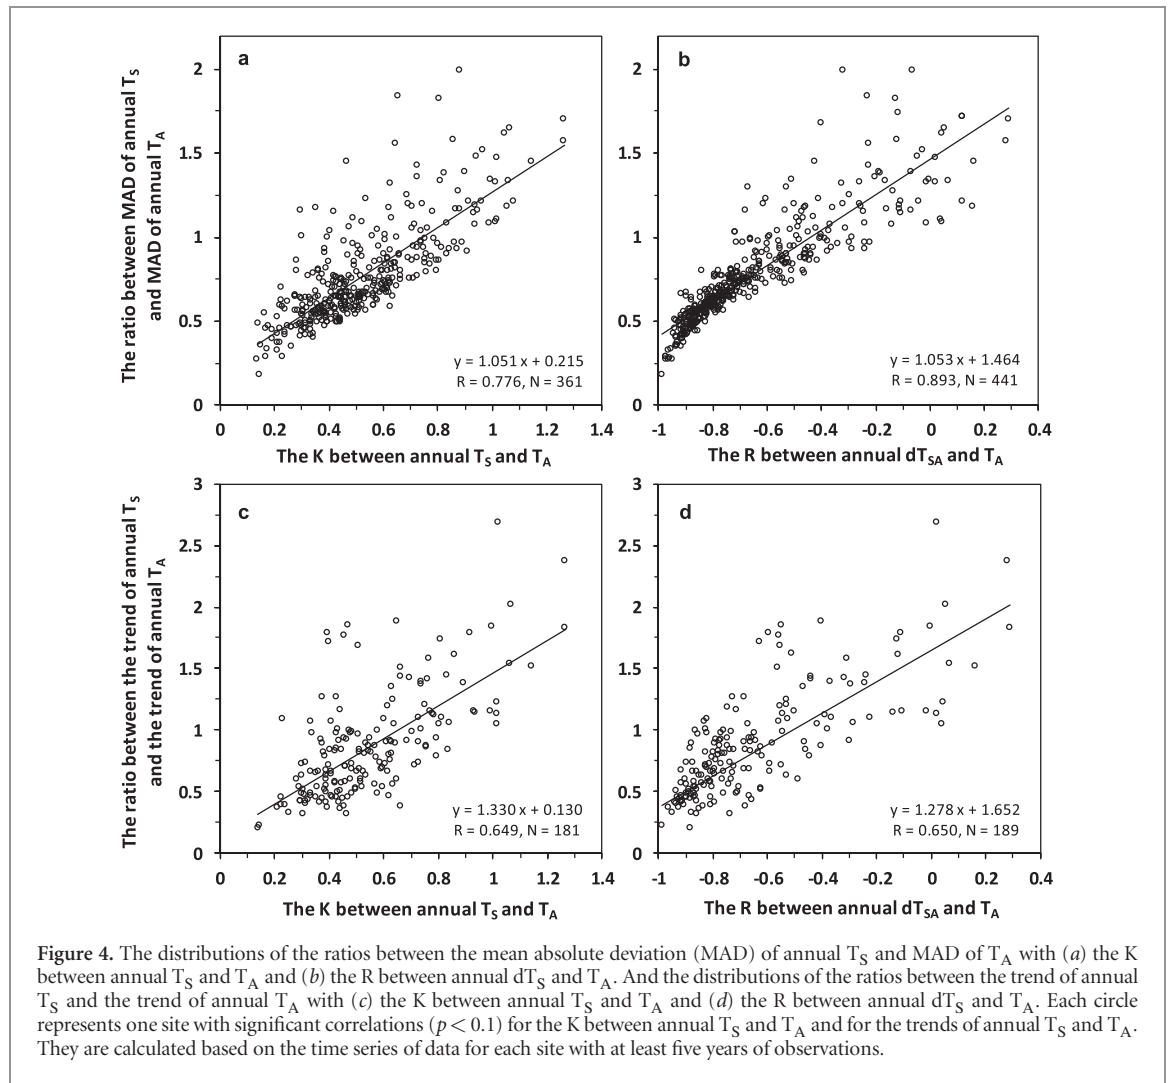 The ratio between MAD of annual TS
and MAD of annual TA
a
2
1.5
1
0.5
0
y = 1.051 x + 0.215
R = 0.776, N = 361
0 0.2 0.4 0.6 0.8 1 1.2 1.4
The K between annual TS and TA
b
2
1.5
1
0.5
0
y = 1.053 x + 1.464
R = 0.893, N = 441
-1 -0.8 -0.6 -0.4 -0.2 0 0.2 0.4
The R between annual dTSA and TA
The ratio between the trend of annual TS
and the trend of annual TA
c
3
2.5
2
1.5
1
0.5
0
y = 1.330 x + 0.130
R = 0.649, N = 181
0 0.2 0.4 0.6 0.8 1 1.2 1.4
The K between annual TS and TA
d
3
2.5
2
1.5
1
0.5
0
y = 1.278 x + 1.652
R = 0.650, N = 189
-1 -0.8 -0.6 -0.4 -0.2 0 0.2 0.4
The R between annual dTSA and TA
Figure 4. The distributions of the ratios between the mean absolute deviation (MAD) of annual TS and MAD of TA with (a) the K
between annual TS and TA and (b) the R between annual dTS and TA. And the distributions of the ratios between the trend of annual
TS and the trend of annual TA with (c) the K between annual TS and TA and (d) the R between annual dTS and TA. Each circle
represents one site with significant correlations (p < 0.1) for the K between annual TS and TA and for the trends of annual TS and TA.
They are calculated based on the time series of data for each site with at least five years of observations.